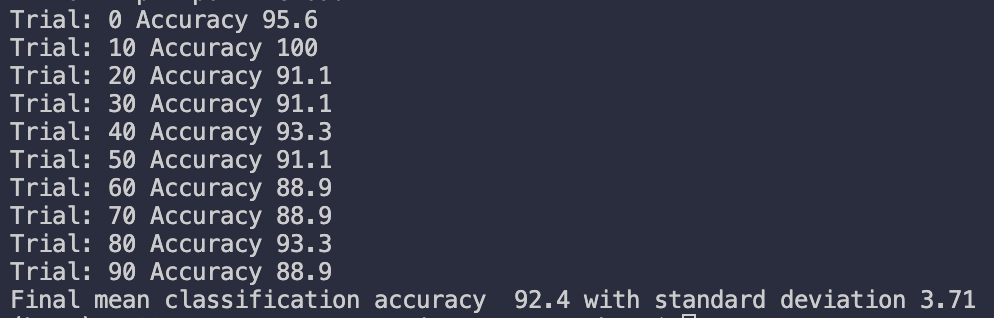 Trial: 0 Accuracy 95.6
Trial: 10 Accuracy 100
Trial: 20 Accuracy 91.1
Trial: 30 Accuracy 91.1
Trial: 40 Accuracy 93.3
Trial: 50 Accuracy 91.1
Trial: 60 Accuracy 88.9
Trial: 70 Accuracy 88.9
Trial: 80 Accuracy 93.3
Trial: 90 Accuracy 88.9
Final mean classification accuracy  92.4 with standard deviation 3.71